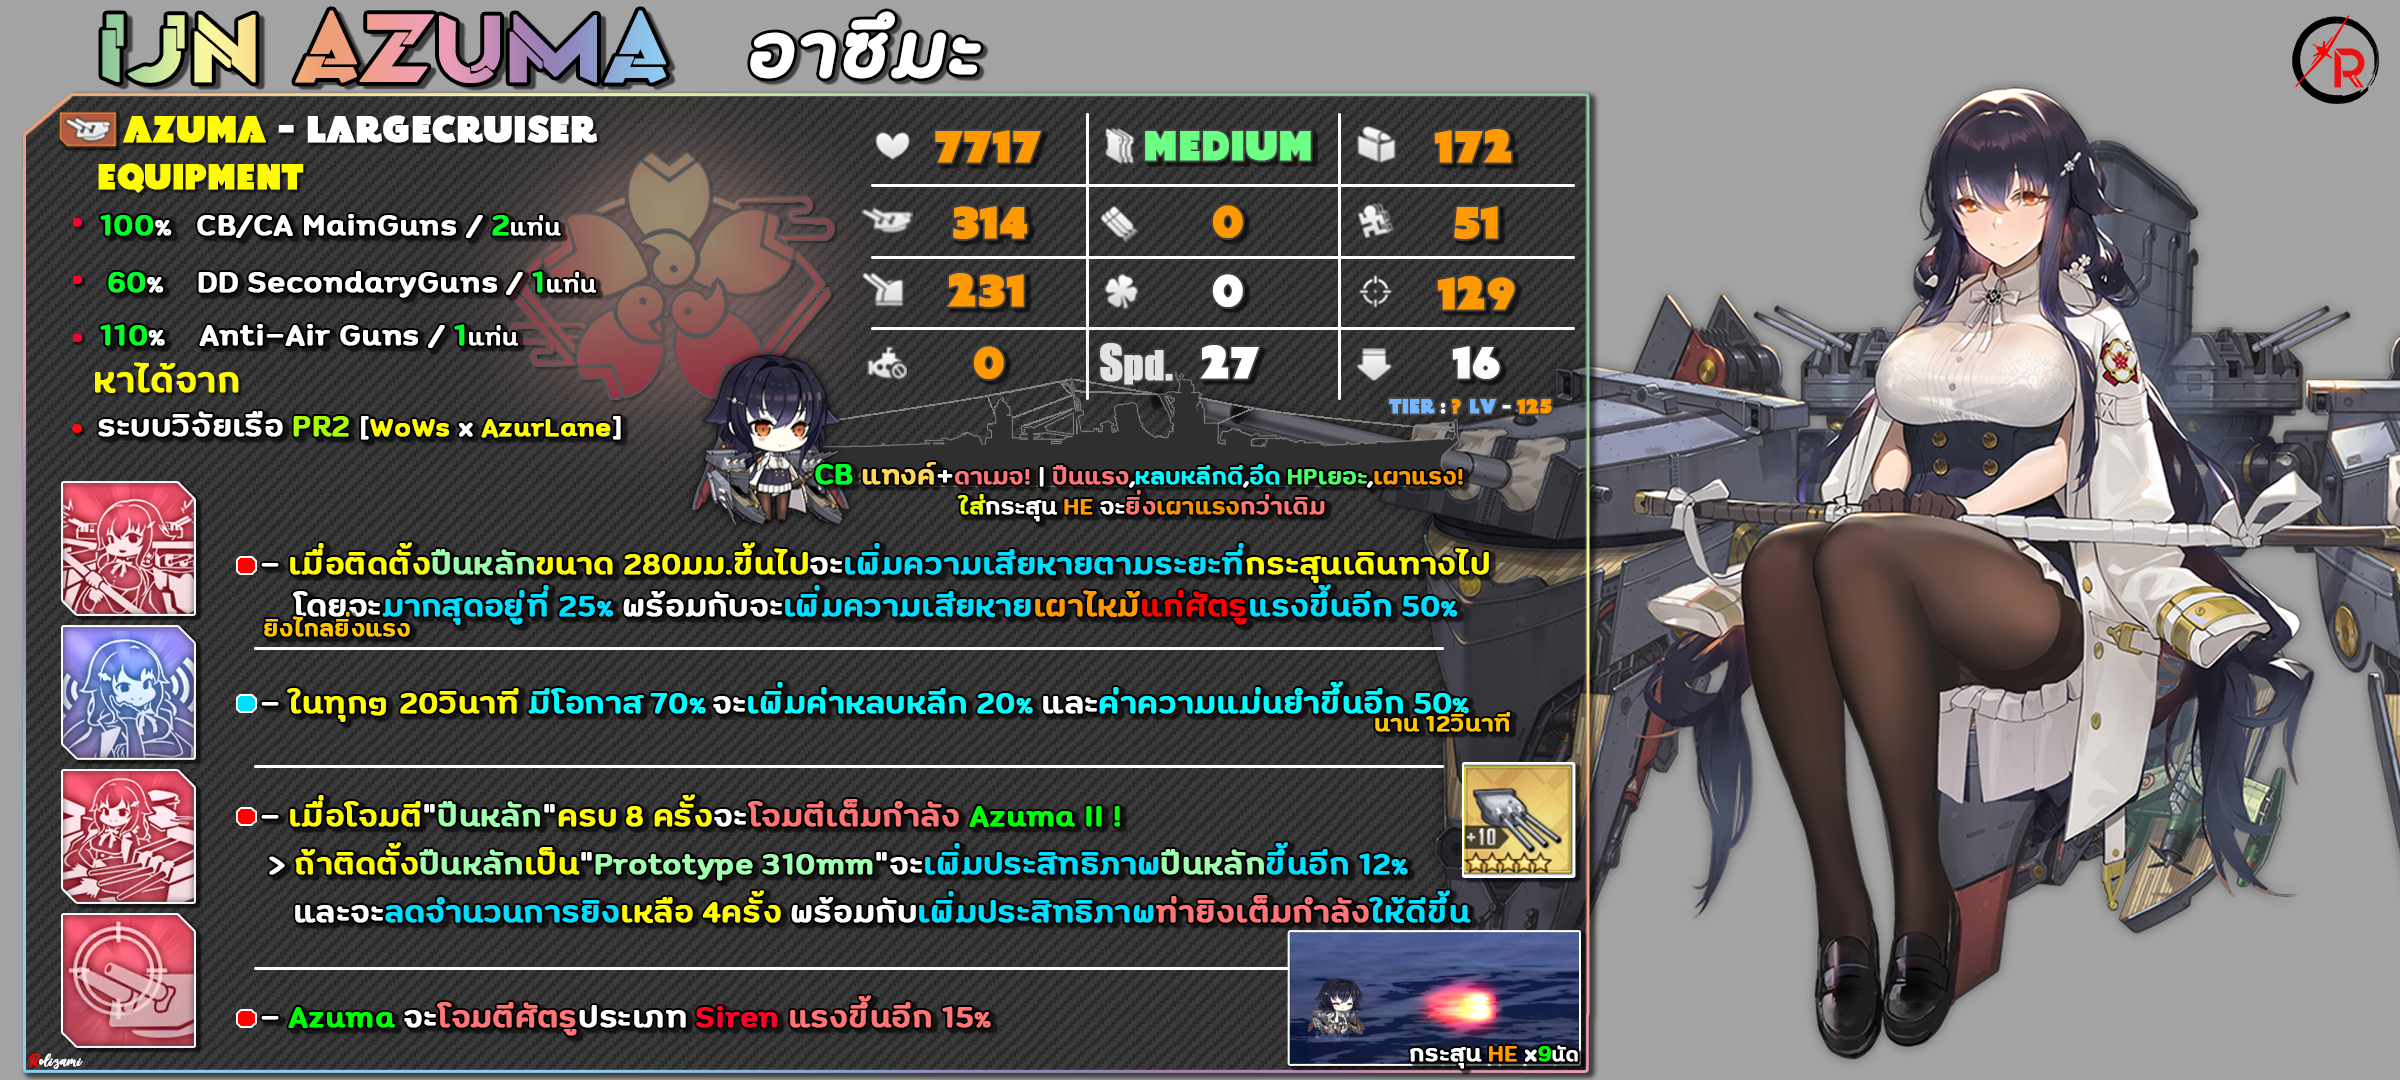 IJN AZUMA อาซึมะ
AZUMA - LARGECRUISER
EQUIPMENT
100% CB/CA MainGuns / 2แท่น
60% DD SecondaryGuns / 1แท่น
110% Anti-Air Guns / 1แท่น
หาได้จาก
ระบบวิจัยเรือ PR2 [WoWs x AzurLane]
7717 MEDIUM 172
314 0 51
231 0 129
0 Spd. 27 16
TIER : ? LV - 125
CB แทงค์+ดาเมจ! | ปืนแรง,หลบหลีกดี,อึด HPเยอะ,เผาแรง!
ใส่กระสุน HE จะยิ่งเผาแรงกว่าเดิม
- เมื่อติดตั้งปืนหลักขนาด 280มม.ขึ้นไปจะเพิ่มความเสียหายตามระยะที่กระสุนเดินทางไป
โดยจะมากสุดอยู่ที่ 25% พร้อมกับจะเพิ่มความเสียหายเผาไหม้แก่ศัตรูแรงขึ้นอีก 50%
ยิงไกลยิ่งแรง
- ในทุกๆ 20วินาที มีโอกาส 70% จะเพิ่มค่าหลบหลีก 20% และค่าความแม่นยำขึ้นอีก 50%
นาน 12วินาที
- เมื่อโจมตี"ปืนหลัก"ครบ 8 ครั้งจะโจมตีเต็มกำลัง Azuma II !
> ถ้าติดตั้งปืนหลักเป็น"Prototype 310mm"จะเพิ่มประสิทธิภาพปืนหลักขึ้นอีก 12%
+10
และจะลดจำนวนการยิงเหลือ 4ครั้ง พร้อมกับเพิ่มประสิทธิภาพท่ายิงเต็มกำลังให้ดีขึ้น
- Azuma จะโจมตีศัตรูประเภท Siren แรงขึ้นอีก 15%
กระสุน HE x9นัด
Rolizami
R